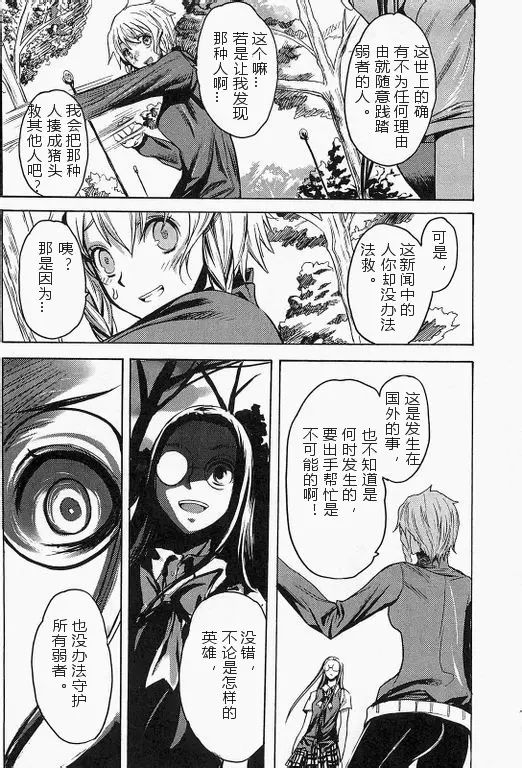 这世上的确
有不为任何理由
由就随意践踏
弱者的人。
这个嘛…
若是让我发现
那种人啊…
我会把那种
人揍成猪头
救其他人吧？
可是，
这新闻中的
人你却没办法
法救。
咦？
那是因为…
这是发生在
国外的事，
也不知道是
何时发生的，
要出手帮忙是
不可能的啊！
没错，
不论是怎样的
英雄，
也没办法守护
所有弱者。